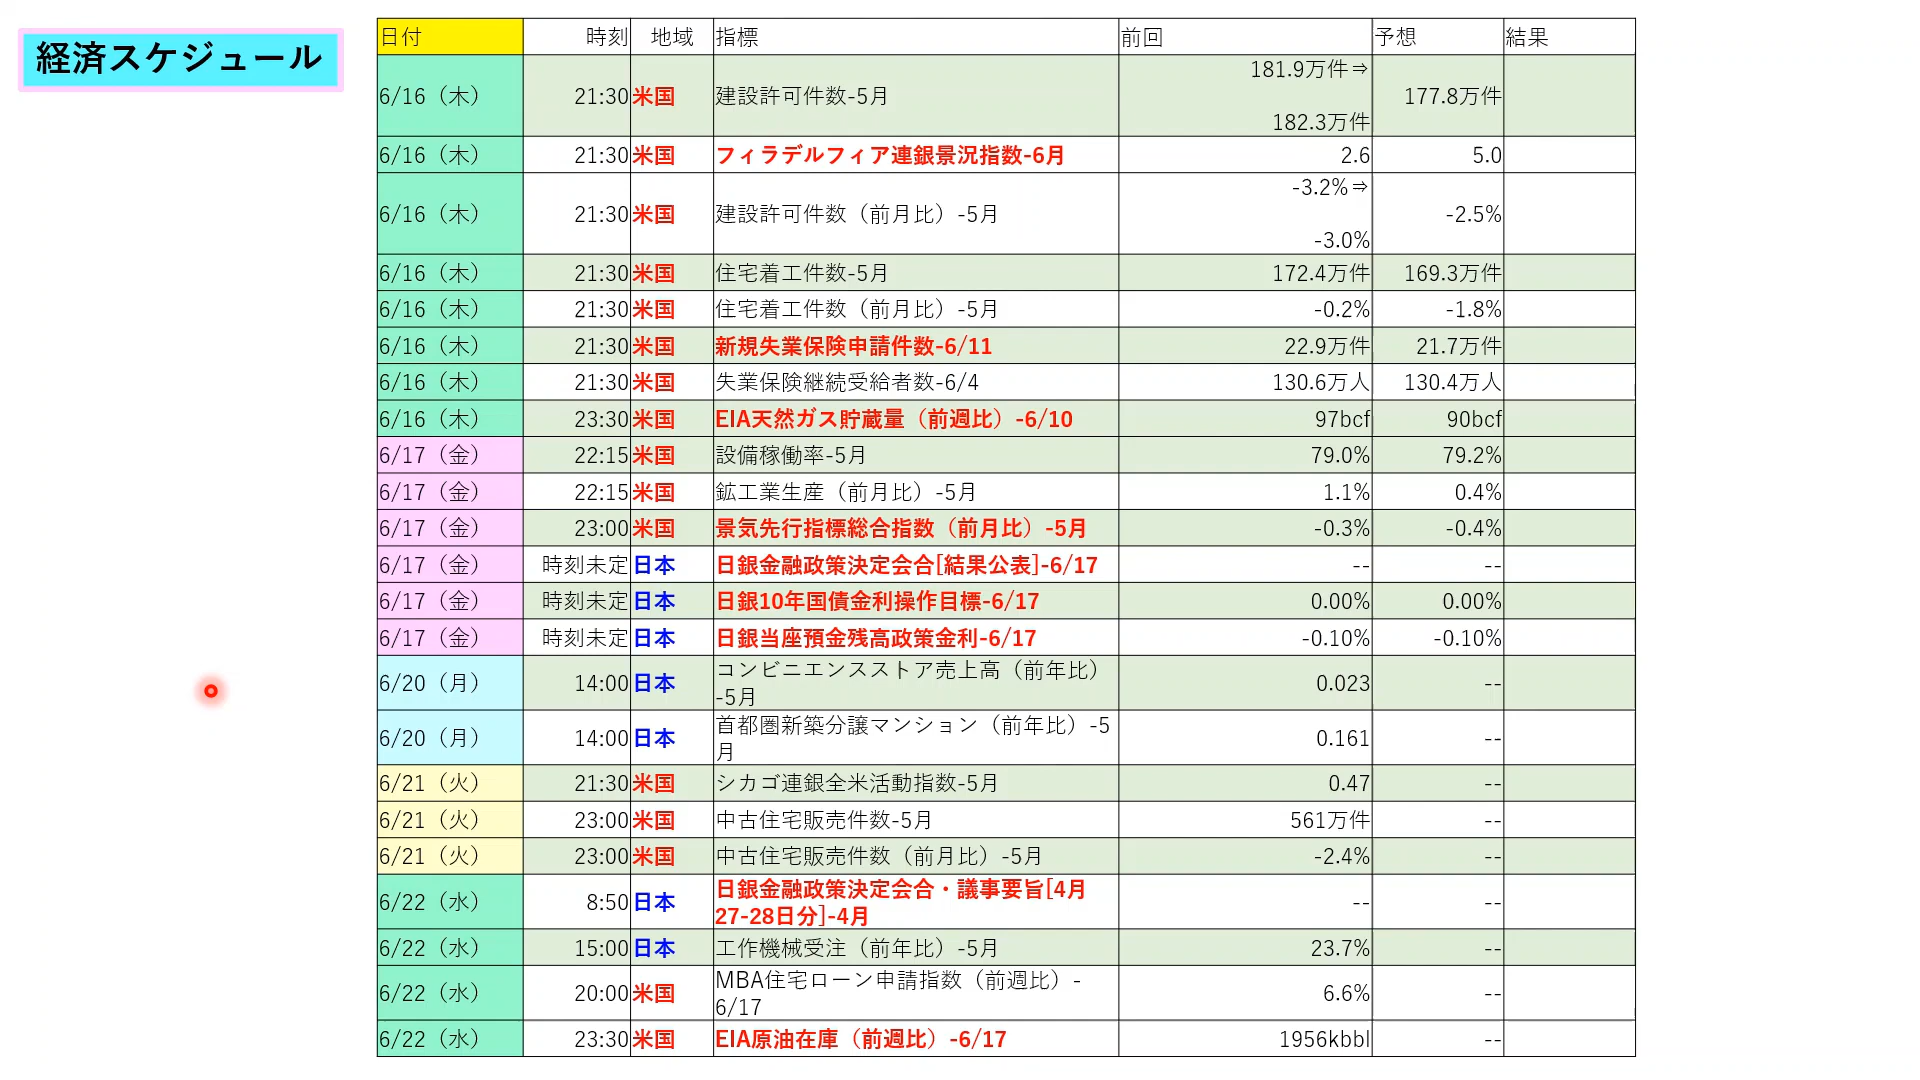 経済スケジュール
日付 時刻 地域 指標 前回 予想 結果
6/16（木） 21:30 米国 建設許可件数-5月 181.9万件⇒ 177.8万件
182.3万件
6/16（木） 21:30 米国 フィラデルフィア連銀景況指数-6月 2.6 5.0
6/16（木） 21:30 米国 建設許可件数（前月比）-5月 -3.2%⇒ -2.5%
-3.0%
6/16（木） 21:30 米国 住宅着工件数-5月 172.4万件 169.3万件
6/16（木） 21:30 米国 住宅着工件数（前月比）-5月 -0.2% -1.8%
6/16（木） 21:30 米国 新規失業保険申請件数-6/11 22.9万件 21.7万件
6/16（木） 21:30 米国 失業保険継続受給者数-6/4 130.6万人 130.4万人
6/16（木） 23:30 米国 EIA天然ガス貯蔵量（前週比）-6/10 97bcf 90bcf
6/17（金） 22:15 米国 設備稼働率-5月 79.0% 79.2%
6/17（金） 22:15 米国 鉱工業生産（前月比）-5月 1.1% 0.4%
6/17（金） 23:00 米国 景気先行指標総合指数（前月比）-5月 -0.3% -0.4%
6/17（金） 時刻未定 日本 日銀金融政策決定会合[結果公表]-6/17 -- --
6/17（金） 時刻未定 日本 日銀10年国債金利操作目標-6/17 0.00% 0.00%
6/17（金） 時刻未定 日本 日銀当座預金残高政策金利-6/17 -0.10% -0.10%
6/20（月） 14:00 日本 コンビニエンスストア売上高（前年比） 0.023 --
-5月
6/20（月） 14:00 日本 首都圏新築分譲マンション（前年比）-5 0.161 --
月
6/21（火） 21:30 米国 シカゴ連銀全米活動指数-5月 0.47 --
6/21（火） 23:00 米国 中古住宅販売件数-5月 561万件 --
6/21（火） 23:00 米国 中古住宅販売件数（前月比）-5月 -2.4% --
6/22（水） 8:50 日本 日銀金融政策決定会合・議事要旨[4月 -- --
27-28日分]-4月
6/22（水） 15:00 日本 工作機械受注（前年比）-5月 23.7% --
6/22（水） 20:00 米国 MBA住宅ローン申請指数（前週比）- 6.6% --
6/17
6/22（水） 23:30 米国 EIA原油在庫（前週比）-6/17 1956kbbl --